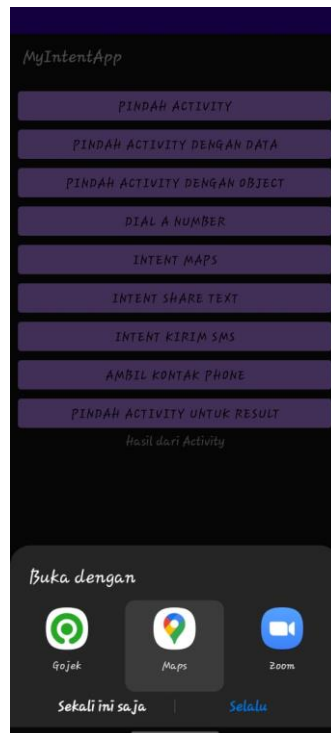 MyIntentApp
PINDAH ACTIVITY
PINDAH ACTIVITY DENGAN DATA
PINDAH ACTIVITY DENGAN OBJECT
DIAL A NUMBER
INTENT MAPS
INTENT SHARE TEXT
INTENT KIRIM SMS
AMBIL KONTAK PHONE
PINDAH ACTIVITY UNTUK RESULT
Hasil dari Activity
Buka dengan
Gojek Maps Zoom
Sekali ini saja Selalu